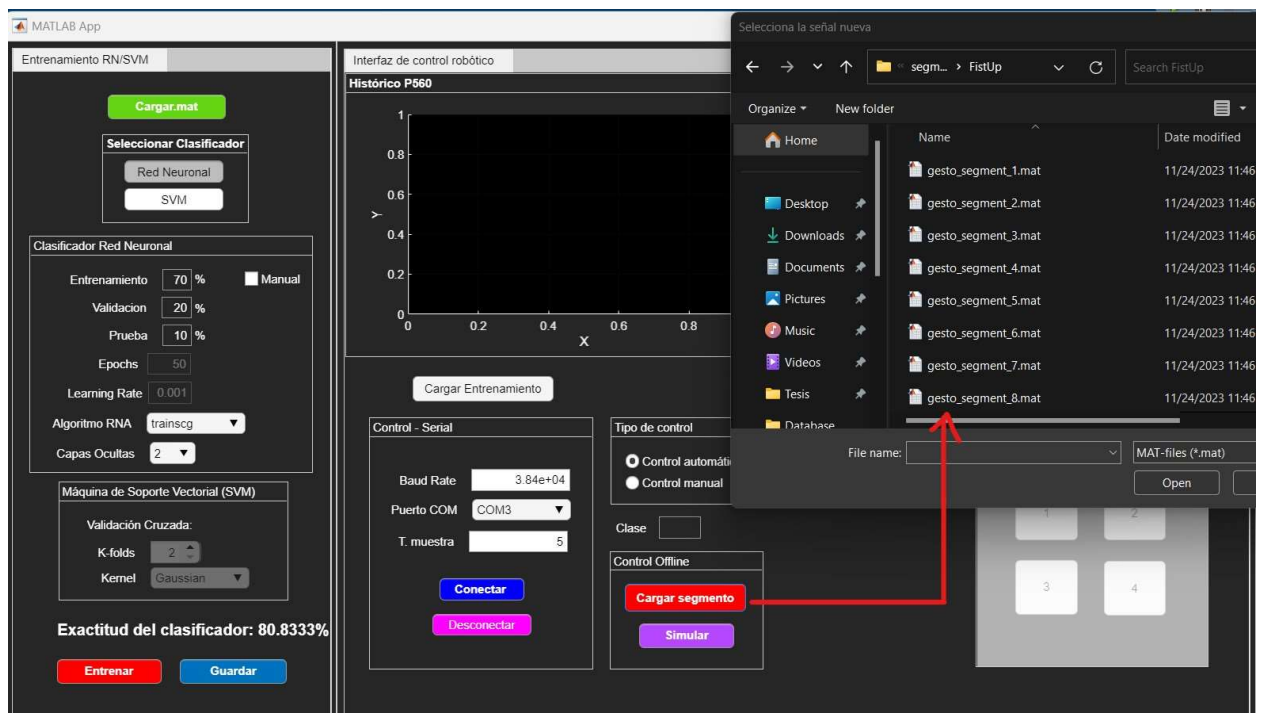 MATLAB App
Entrenamiento RN/SVM
Cargar.mat
Seleccionar Clasificador
Red Neuronal
SVM
Clasificador Red Neuronal
Entrenamiento 70 % Manual
Validacion 20 %
Prueba 10 %
Epochs 50
Learning Rate 0.001
Algoritmo RNA trainscg
Capas Ocultas 2
Máquina de Soporte Vectorial (SVM)
Validación Cruzada:
K-folds 2
Kernel Gaussian
Exactitud del clasificador: 80.8333%
Entrenar Guardar
Interfaz de control robótico
Histórico P560
1
0.8
0.6
0.4
0.2
0
Y
0 0.2 0.4 0.6 0.8
X
Cargar Entrenamiento
Control - Serial
Baud Rate 3.84e+04
Puerto COM COM3
T. muestra 5
Conectar
Desconectar
Tipo de control
Control automáti
Control manual
Clase
Control Offline
Cargar segmento
Simular
1 2
3 4
Selecciona la señal nueva
segm... › FistUp
Search FistUp
Organize New folder
Home
Desktop
Downloads
Documents
Pictures
Music
Videos
Tesis
Database
Name Date modified
gesto_segment_1.mat 11/24/2023 11:46
gesto_segment_2.mat 11/24/2023 11:46
gesto_segment_3.mat 11/24/2023 11:46
gesto_segment_4.mat 11/24/2023 11:46
gesto_segment_5.mat 11/24/2023 11:46
gesto_segment_6.mat 11/24/2023 11:46
gesto_segment_7.mat 11/24/2023 11:46
gesto_segment_8.mat 11/24/2023 11:46
File name: MAT-files (*.mat)
Open